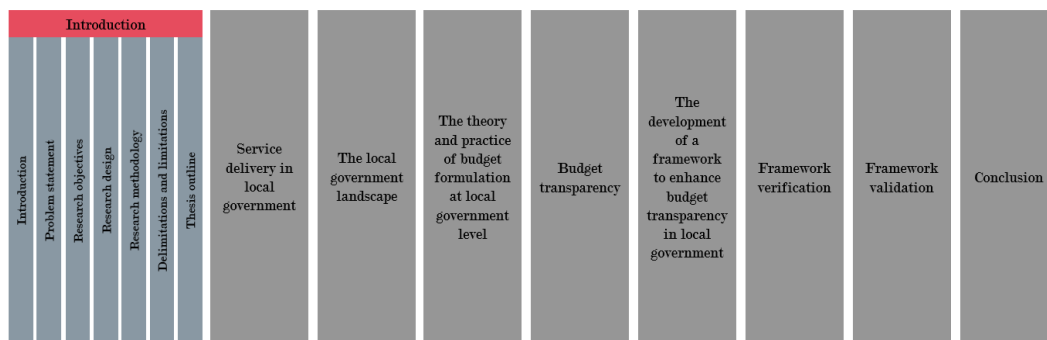 Introduction
Introduction
Problem statement
Research objectives
Research design
Research methodology
Delimitations and limitations
Thesis outline
Service
delivery in
local
government
The local
government
landscape
The theory
and practice
of budget
formulation
at local
government
level
Budget
transparency
The
development
of a
framework
to enhance
budget
transparency
in local
government
Framework
verification
Framework
validation
Conclusion